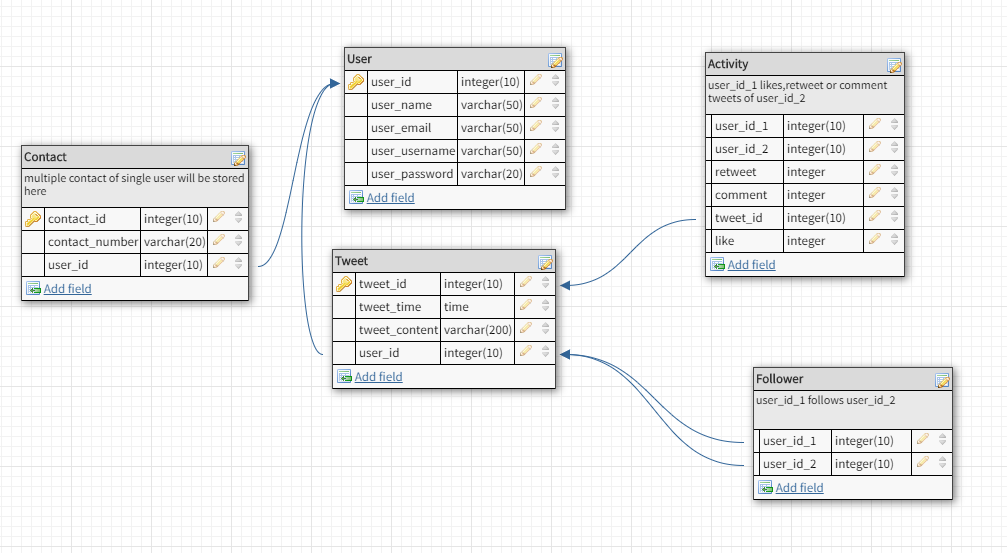 User
user_id integer(10)
user_name varchar(50)
user_email varchar(50)
user_username varchar(50)
user_password varchar(20)
Add field
Activity
user_id_1 likes,retweet or comment
tweets of user_id_2
user_id_1 integer(10)
user_id_2 integer(10)
retweet integer
comment integer
tweet_id integer(10)
like integer
Add field
Contact
multiple contact of single user will be stored
here
contact_id integer(10)
contact_number varchar(20)
user_id integer(10)
Add field
Tweet
tweet_id integer(10)
tweet_time time
tweet_content varchar(200)
user_id integer(10)
Add field
Follower
user_id_1 follows user_id_2
user_id_1 integer(10)
user_id_2 integer(10)
Add field